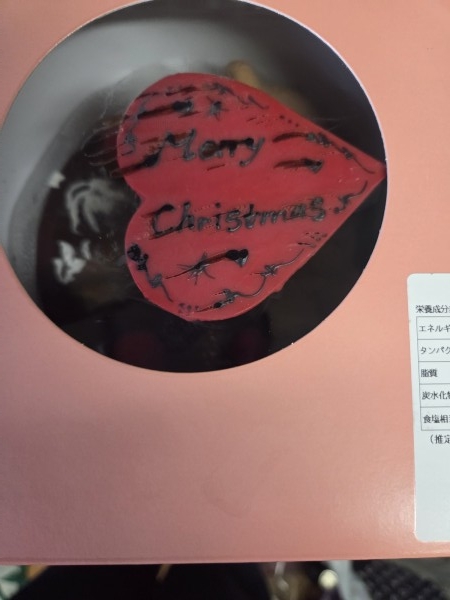 Merry
Christmas
栄養成分
エネルギ
タンパク
脂質
炭水化物
食塩相
(推定